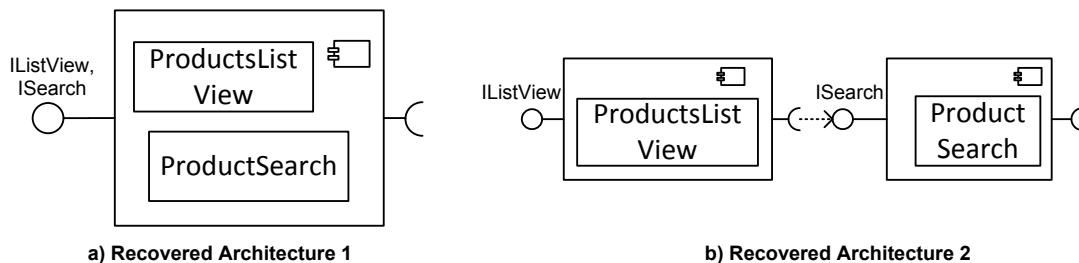 IListView,
ISearch
ProductsList
View
ProductSearch
a) Recovered Architecture 1
IListView
ProductsList
View
ISearch
Product
Search
b) Recovered Architecture 2